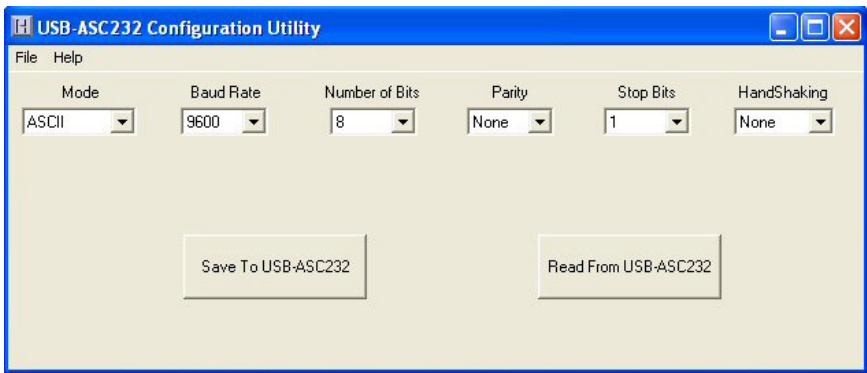 USB-ASC232 Configuration Utility
File Help
Mode Baud Rate Number of Bits Parity Stop Bits HandShaking
ASCII 9600 8 None 1 None
Save To USB-ASC232 Read From USB-ASC232